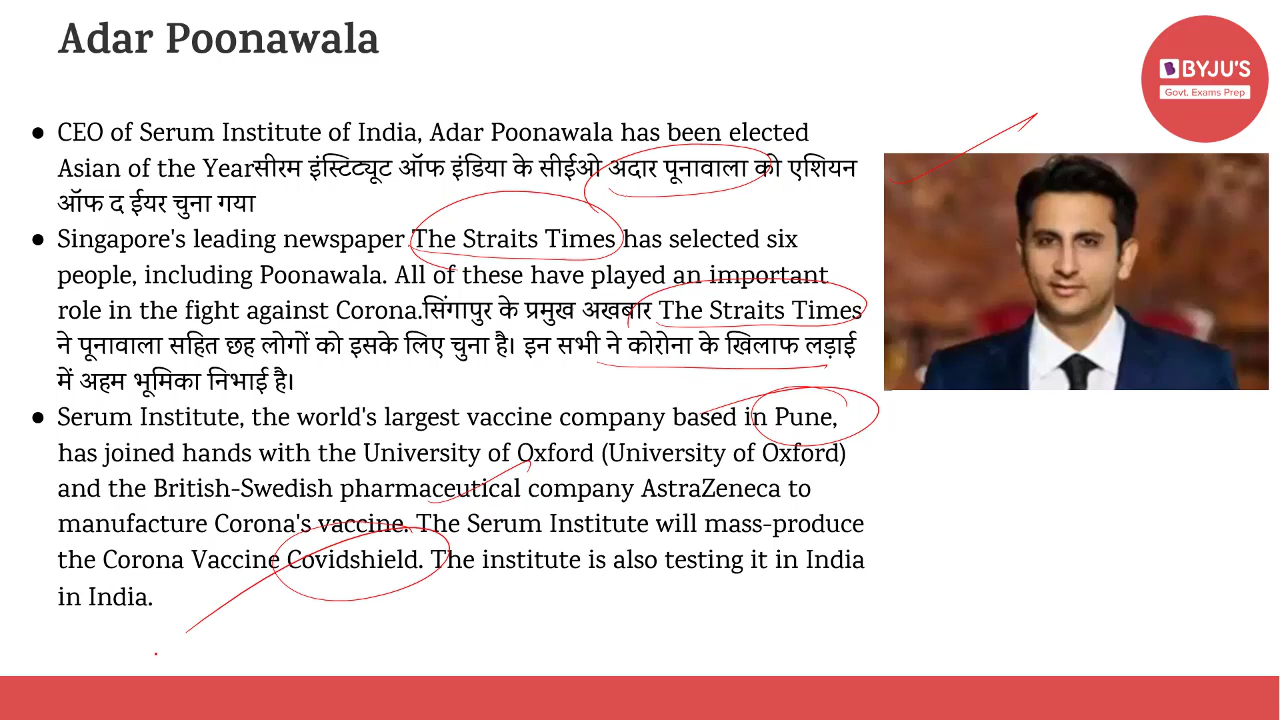 Adar Poonawala
BYJU'S
Govt. Exams Prep
● CEO of Serum Institute of India, Adar Poonawala has been elected
Asian of the Yearसीरम इंस्टिट्यूट ऑफ इंडिया के सीईओ अदार पूनावाला की एशियन
ऑफ द ईयर चुना गया
● Singapore's leading newspaper The Straits Times has selected six
people, including Poonawala. All of these have played an important
role in the fight against Corona.सिंगापुर के प्रमुख अखबार The Straits Times
ने पूनावाला सहित छह लोगों को इसके लिए चुना है। इन सभी ने कोरोना के खिलाफ लड़ाई
में अहम भूमिका निभाई है।
● Serum Institute, the world's largest vaccine company based in Pune,
has joined hands with the University of Oxford (University of Oxford)
and the British-Swedish pharmaceutical company AstraZeneca to
manufacture Corona's vaccine. The Serum Institute will mass-produce
the Corona Vaccine Covidshield. The institute is also testing it in India
in India.